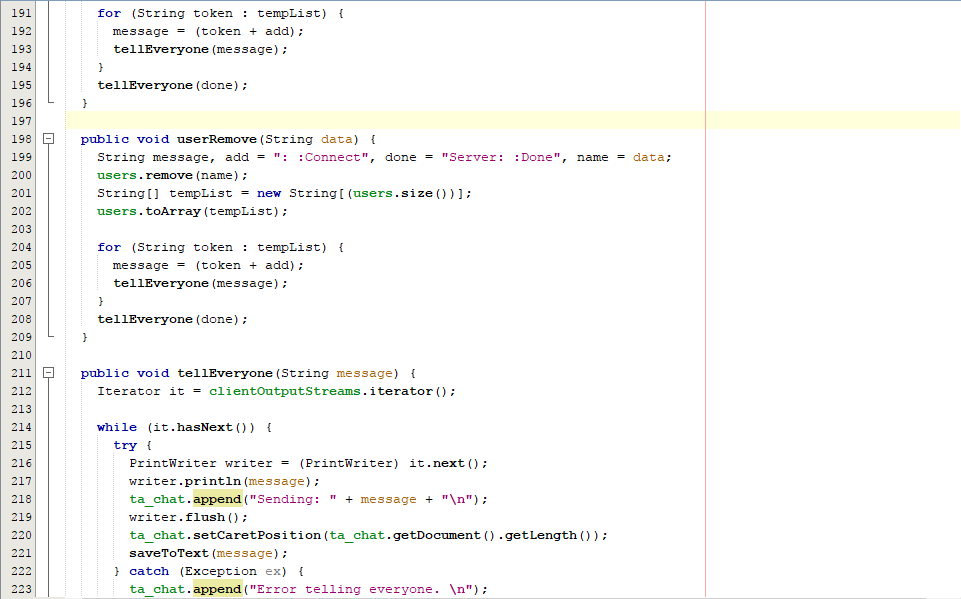 191 for (String token : tempList) {
192 message = (token + add);
193 tellEveryone(message);
194 }
195 tellEveryone(done);
196 }
197
198 public void userRemove(String data) {
199 String message, add = ": :Connect", done = "Server: :Done", name = data;
200 users.remove(name);
201 String[] tempList = new String[(users.size())];
202 users.toArray(tempList);
203
204 for (String token : tempList) {
205 message = (token + add);
206 tellEveryone(message);
207 }
208 tellEveryone(done);
209 }
210
211 public void tellEveryone(String message) {
212 Iterator it = clientOutputStreams.iterator();
213
214 while (it.hasNext()) {
215 try {
216 PrintWriter writer = (PrintWriter) it.next();
217 writer.println(message);
218 ta_chat.append("Sending: " + message + "\n");
219 writer.flush();
220 ta_chat.setCaretPosition(ta_chat.getDocument().getLength());
221 saveToText(message);
222 } catch (Exception ex) {
223 ta_chat.append("Error telling everyone. \n");